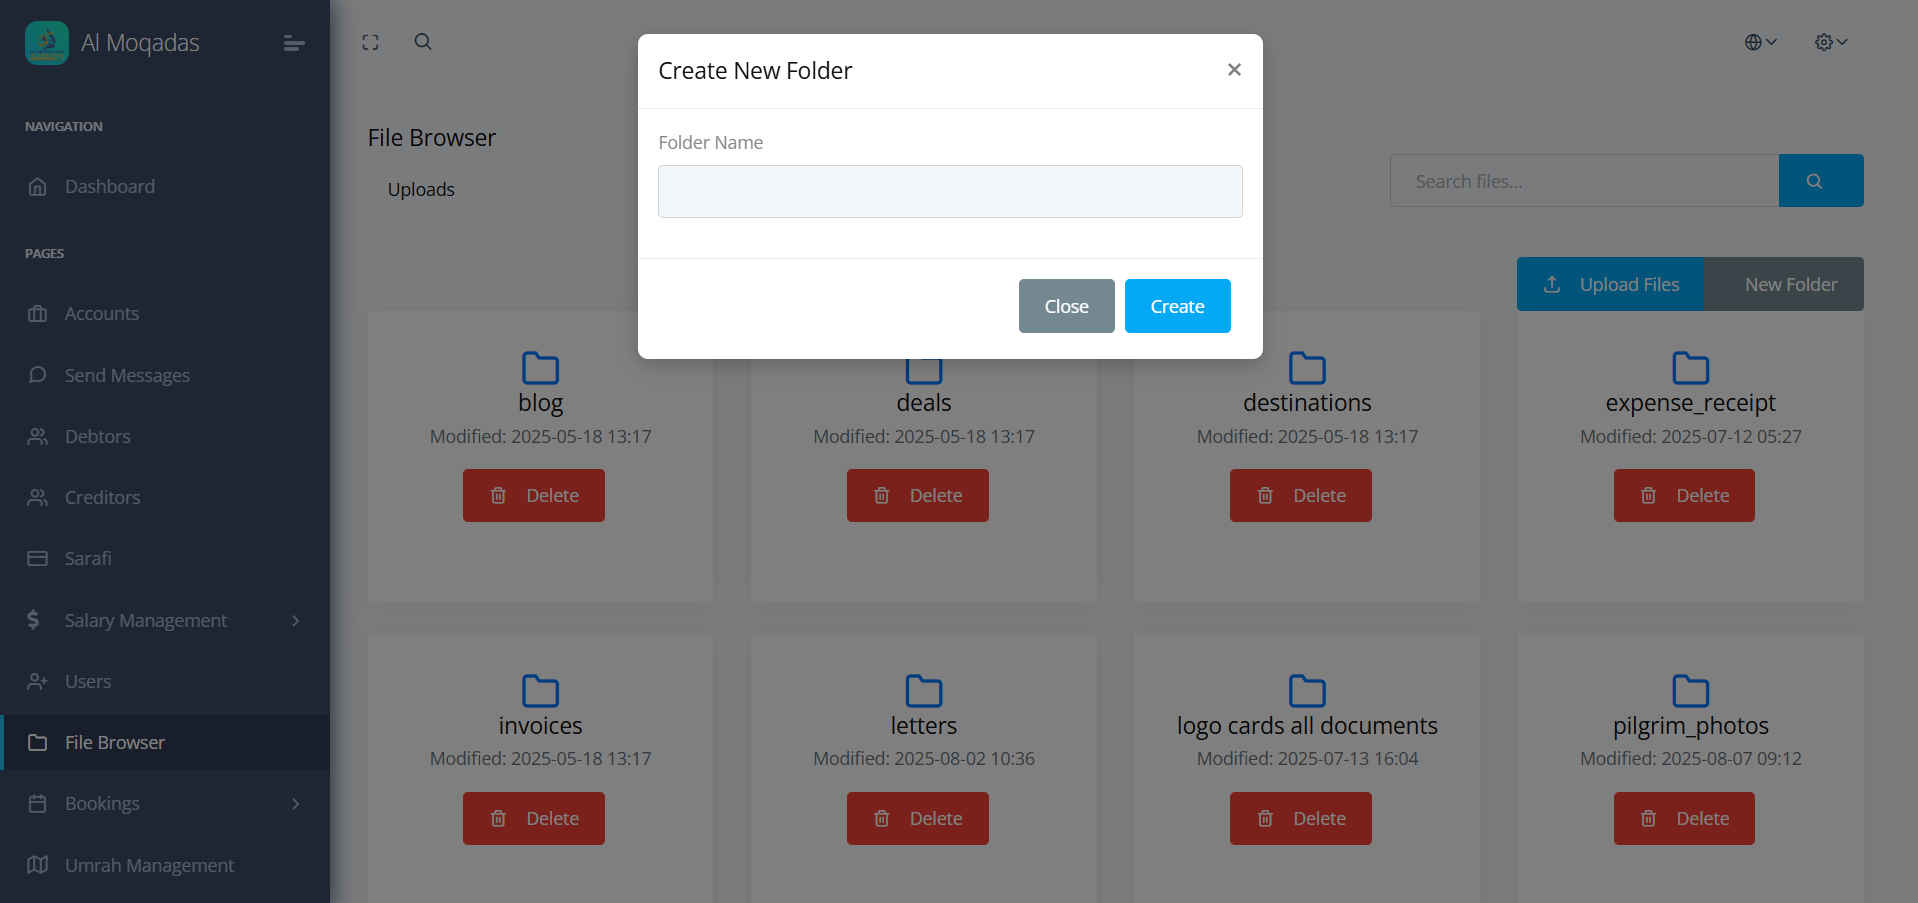 Al Moqadas
NAVIGATION
Dashboard
PAGES
Accounts
Send Messages
Debtors
Creditors
Sarafi
Salary Management
Users
File Browser
Bookings
Umrah Management
File Browser
Uploads
Search files...
Upload Files
New Folder
Create New Folder
×
Folder Name
Close
Create
blog
Modified: 2025-05-18 13:17
Delete
deals
Modified: 2025-05-18 13:17
Delete
destinations
Modified: 2025-05-18 13:17
Delete
expense_receipt
Modified: 2025-07-12 05:27
Delete
invoices
Modified: 2025-05-18 13:17
Delete
letters
Modified: 2025-08-02 10:36
Delete
logo cards all documents
Modified: 2025-07-13 16:04
Delete
pilgrim_photos
Modified: 2025-08-07 09:12
Delete